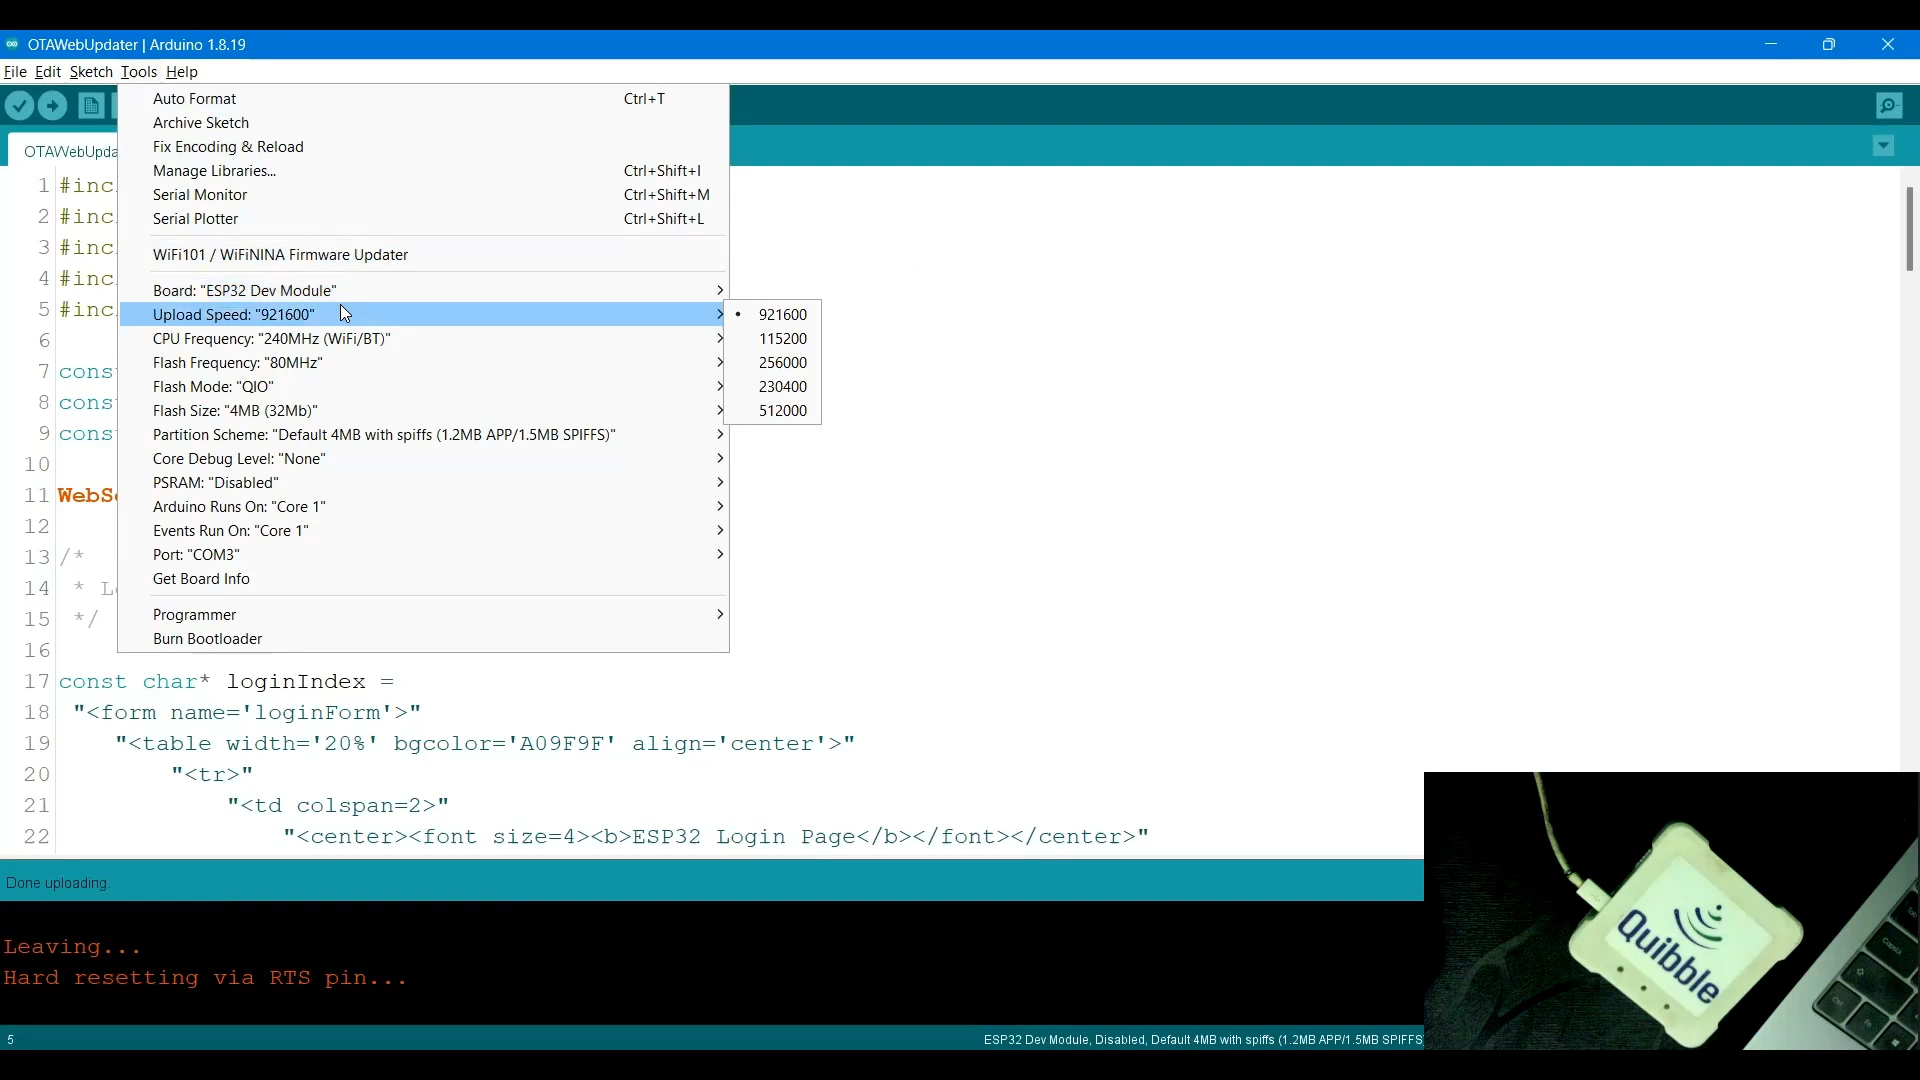 OTAWebUpdater | Arduino 1.8.19
File Edit Sketch Tools Help
Auto Format Ctrl+T
Archive Sketch
Fix Encoding & Reload
Manage Libraries... Ctrl+Shift+I
Serial Monitor Ctrl+Shift+M
Serial Plotter Ctrl+Shift+L
WiFi101 / WiFiNINA Firmware Updater
Board: "ESP32 Dev Module"
Upload Speed: "921600"
CPU Frequency: "240MHz (WiFi/BT)"
Flash Frequency: "80MHz"
Flash Mode: "QIO"
Flash Size: "4MB (32Mb)"
Partition Scheme: "Default 4MB with spiffs (1.2MB APP/1.5MB SPIFFS)"
Core Debug Level: "None"
PSRAM: "Disabled"
Arduino Runs On: "Core 1"
Events Run On: "Core 1"
Port: "COM3"
Get Board Info
Programmer
Burn Bootloader
921600
115200
256000
230400
512000
OTAWebUpda
1 #inc
2 #inc
3 #inc
4 #inc
5 #inc
6
7 cons
8 cons
9 cons
10
11 WebS
12
13 /*
14 * L
15 */
16
17 const char* loginIndex =
18 "<form name='loginForm'>"
19 "<table width='20%' bgcolor='A09F9F' align='center'>"
20 "<tr>"
21 "<td colspan=2>"
22 "<center><font size=4><b>ESP32 Login Page</b></font></center>"
Done uploading.
Leaving...
Hard resetting via RTS pin...
5
ESP32 Dev Module, Disabled, Default 4MB with spiffs (1.2MB APP/1.5MB SPIFFS
Quibble